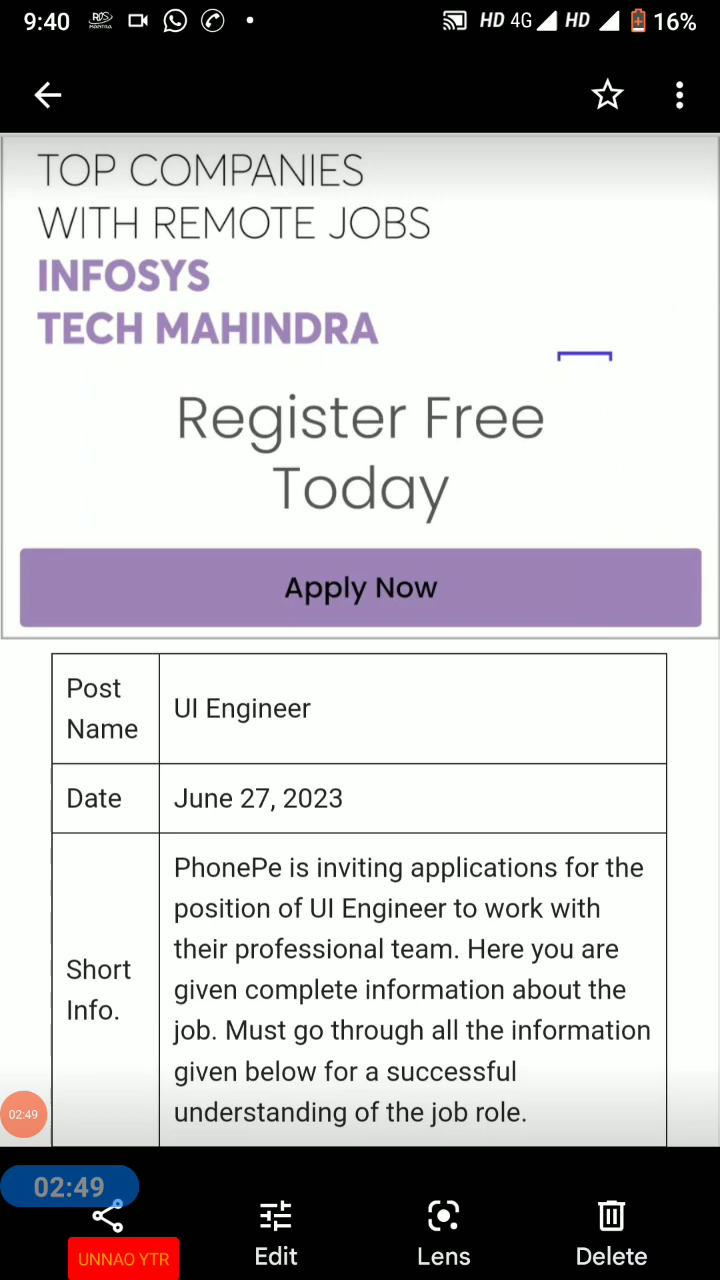 9:40
HD 4G HD 16%
TOP COMPANIES
WITH REMOTE JOBS
INFOSYS
TECH MAHINDRA
Register Free
Today
Apply Now
Post
Name
UI Engineer
Date
June 27, 2023
Short
Info.
PhonePe is inviting applications for the
position of UI Engineer to work with
their professional team. Here you are
given complete information about the
job. Must go through all the information
given below for a successful
understanding of the job role.
02:49
02:49
UNNAO YTR
Edit
Lens
Delete